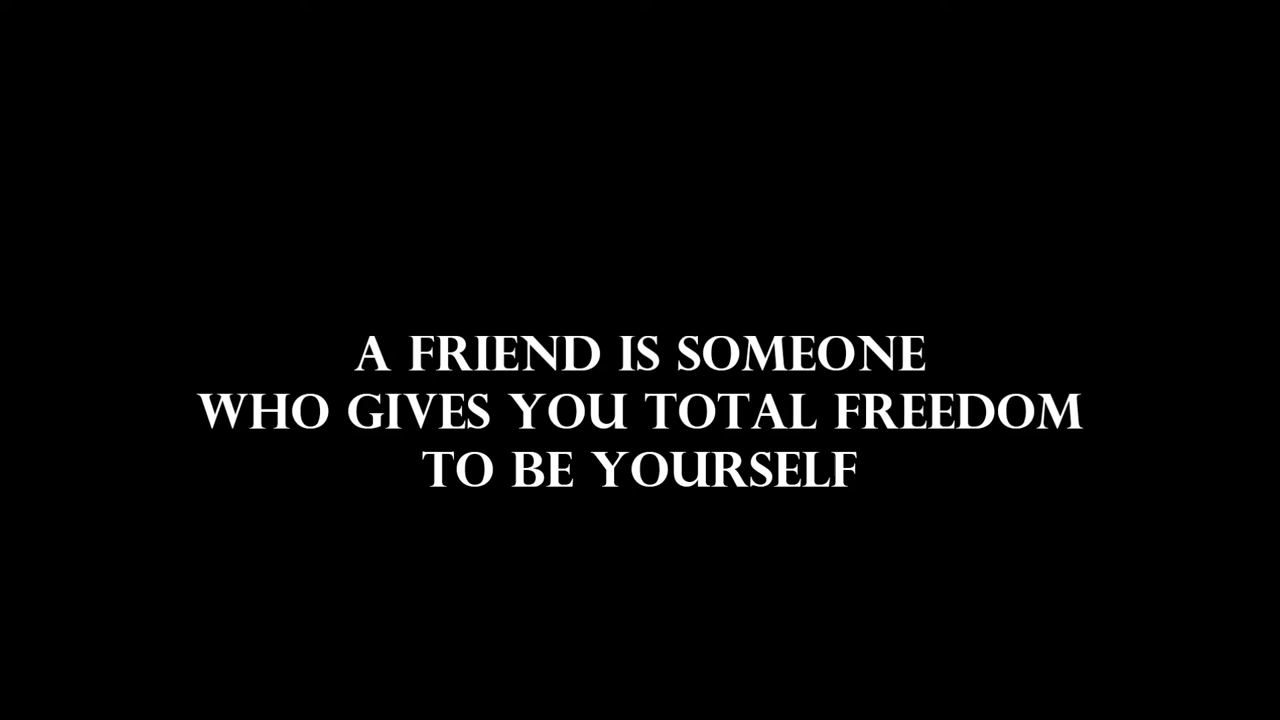 A FRIEND IS SOMEONE
WHO GIVES YOU TOTAL FREEDOM
TO BE YOURSELF